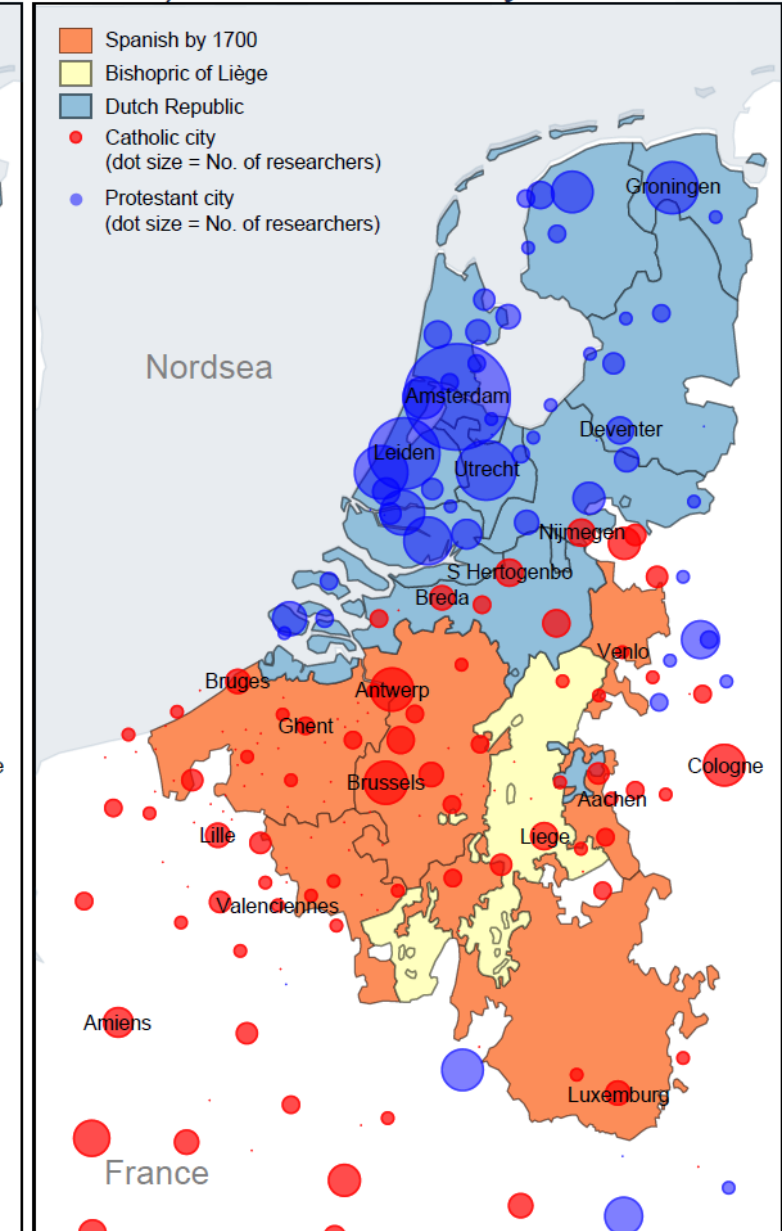 Spanish by 1700
Bishopric of Liège
Dutch Republic
Catholic city
(dot size = No. of researchers)
Protestant city
(dot size = No. of researchers)
Groningen
Nordsea
Amsterdam
Deventer
Leiden
Utrecht
Nijmegen
S Hertogenbo
Breda
Venlo
Bruges
Antwerp
Ghent
Cologne
Brussels
Aachen
Lille
Liege
Valenciennes
Amiens
Luxemburg
France